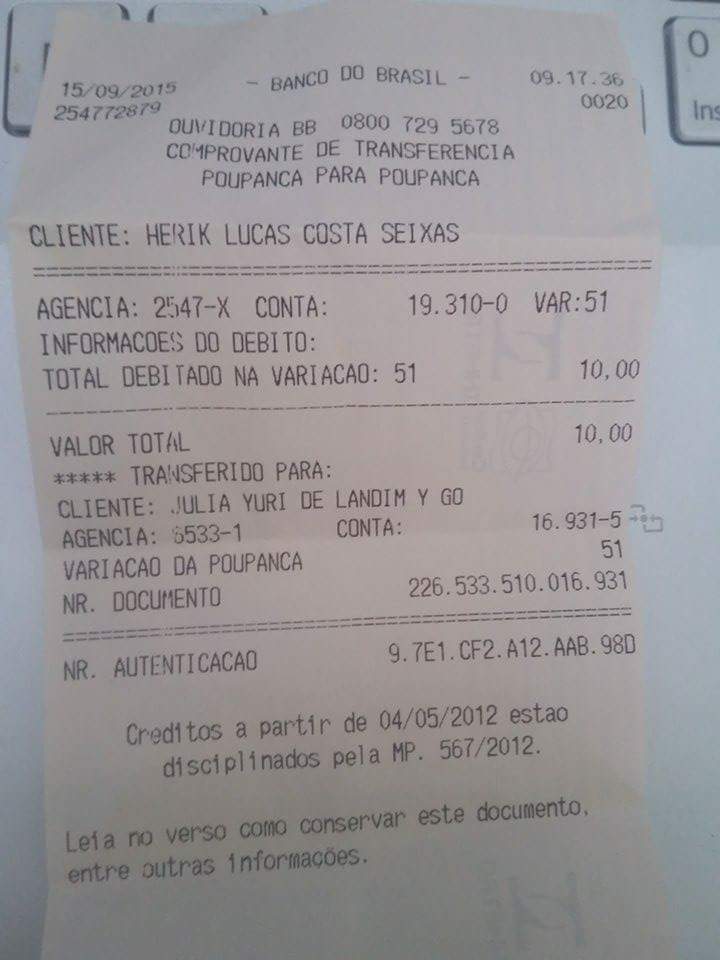 15/09/2015 - BANCO DO BRASIL - 09.17.36
254772879 0020
OUVIDORIA BB 0800 729 5678
COMPROVANTE DE TRANSFERENCIA
POUPANCA PARA POUPANCA
CLIENTE: HERIK LUCAS COSTA SEIXAS
AGENCIA: 2547-X CONTA: 19.310-0 VAR:51
INFORMACOES DO DEBITO:
TOTAL DEBITADO NA VARIACAO: 51 10,00
VALOR TOTAL 10,00
***** TRANSFERIDO PARA:
CLIENTE: JULIA YURI DE LANDIM Y GO
AGENCIA: 6533-1 CONTA: 16.931-5
VARIACAO DA POUPANCA 51
NR. DOCUMENTO 226.533.510.016.931
NR. AUTENTICACAO 9.7E1.CF2.A12.AAB.98D
Creditos a partir de 04/05/2012 estao
disciplinados pela MP. 567/2012.
Leia no verso como conservar este documento,
entre outras informações.
O
Ins